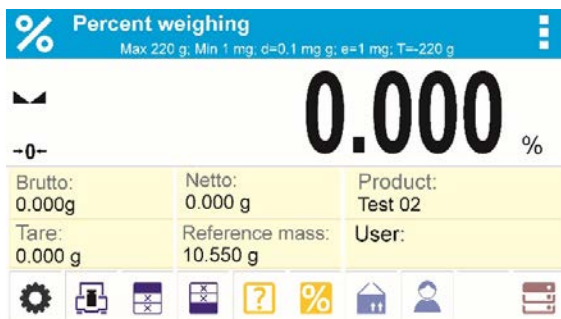 % Percent weighing
Max 220 g; Min 1 mg; d=0.1 mg g; e=1 mg; T=-220 g
0.000 %
→0←
Brutto: Netto: Product:
0.000g 0.000 g Test 02
Tare: Reference mass: User:
0.000 g 10.550 g
? %